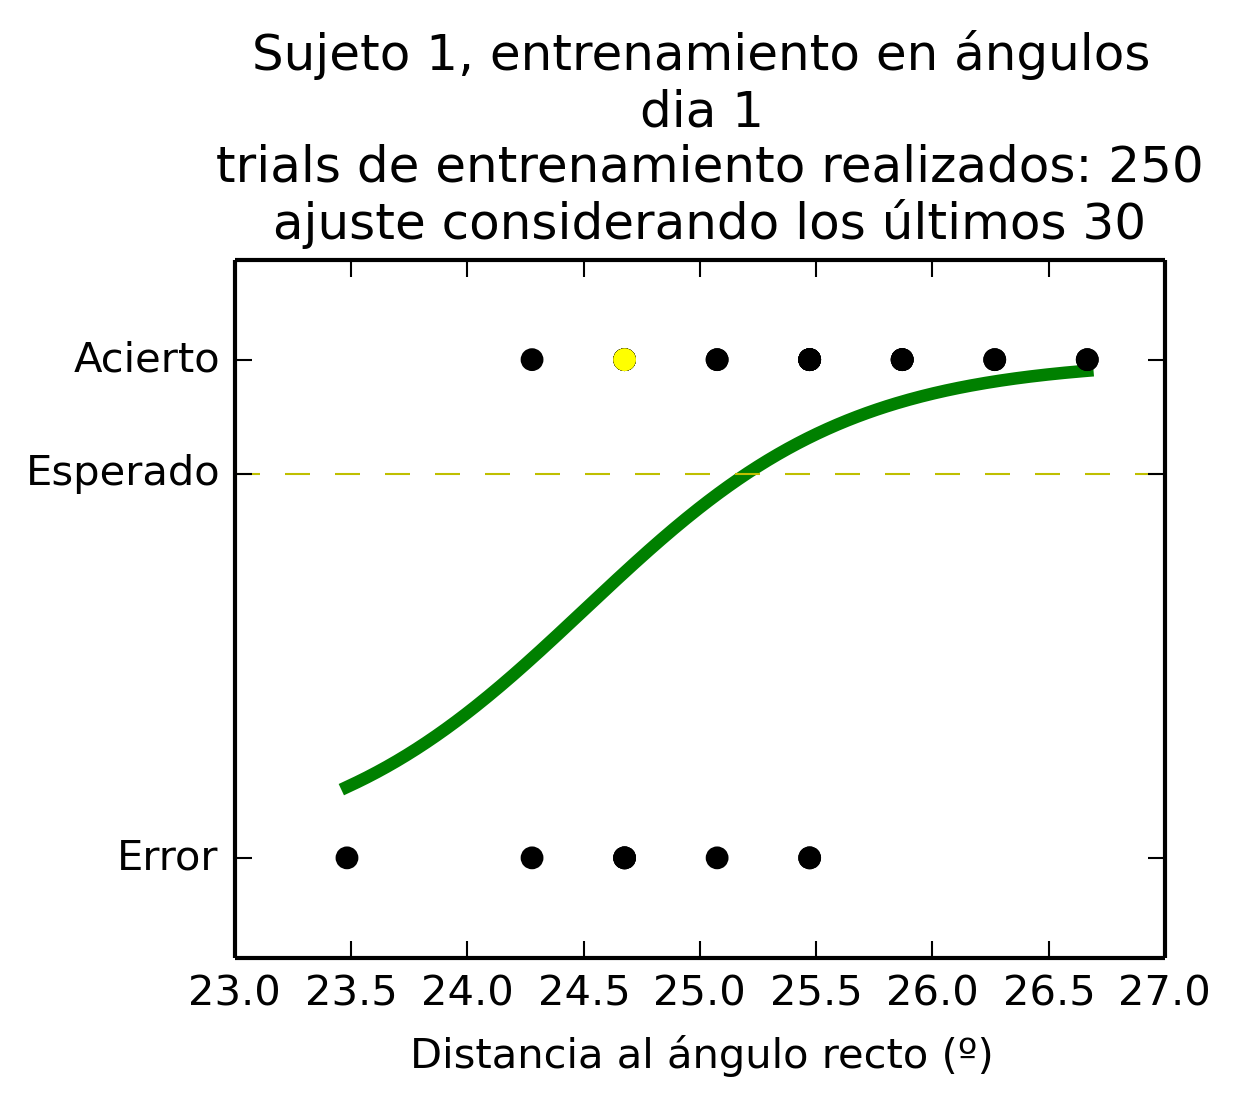 Sujeto 1, entrenamiento en ángulos
dia 1
trials de entrenamiento realizados: 250
ajuste considerando los últimos 30
Acierto
Esperado
Error
23.0 23.5 24.0 24.5 25.0 25.5 26.0 26.5 27.0
Distancia al ángulo recto (º)